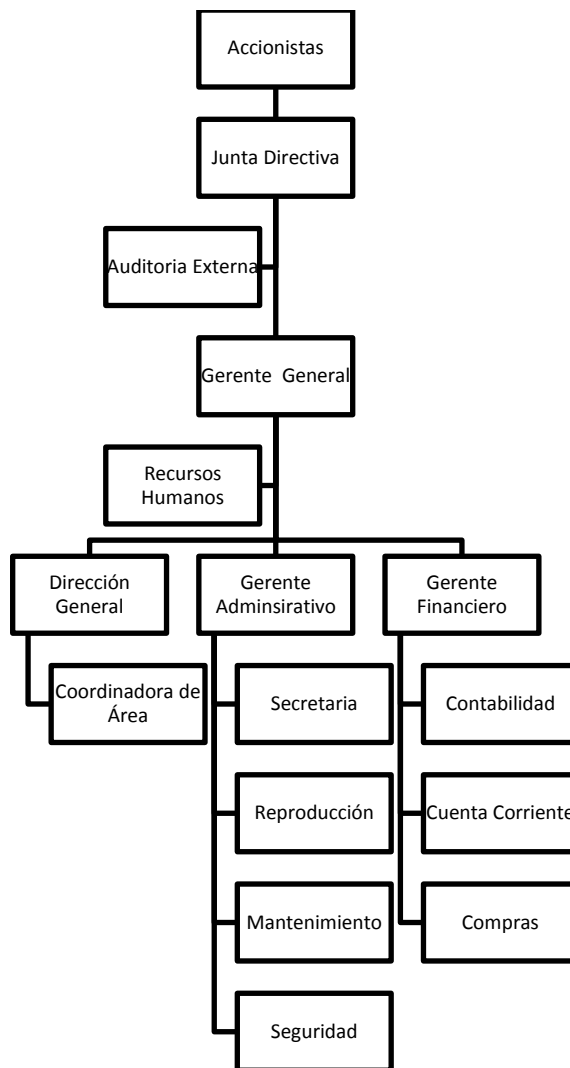 Accionistas
Junta Directiva
Auditoria Externa
Gerente  General
Recursos
Humanos
Dirección
General
Gerente
Adminsirativo
Gerente
Financiero
Coordinadora de
Área
Secretaria
Contabilidad
Reproducción
Cuenta Corriente
Mantenimiento
Compras
Seguridad